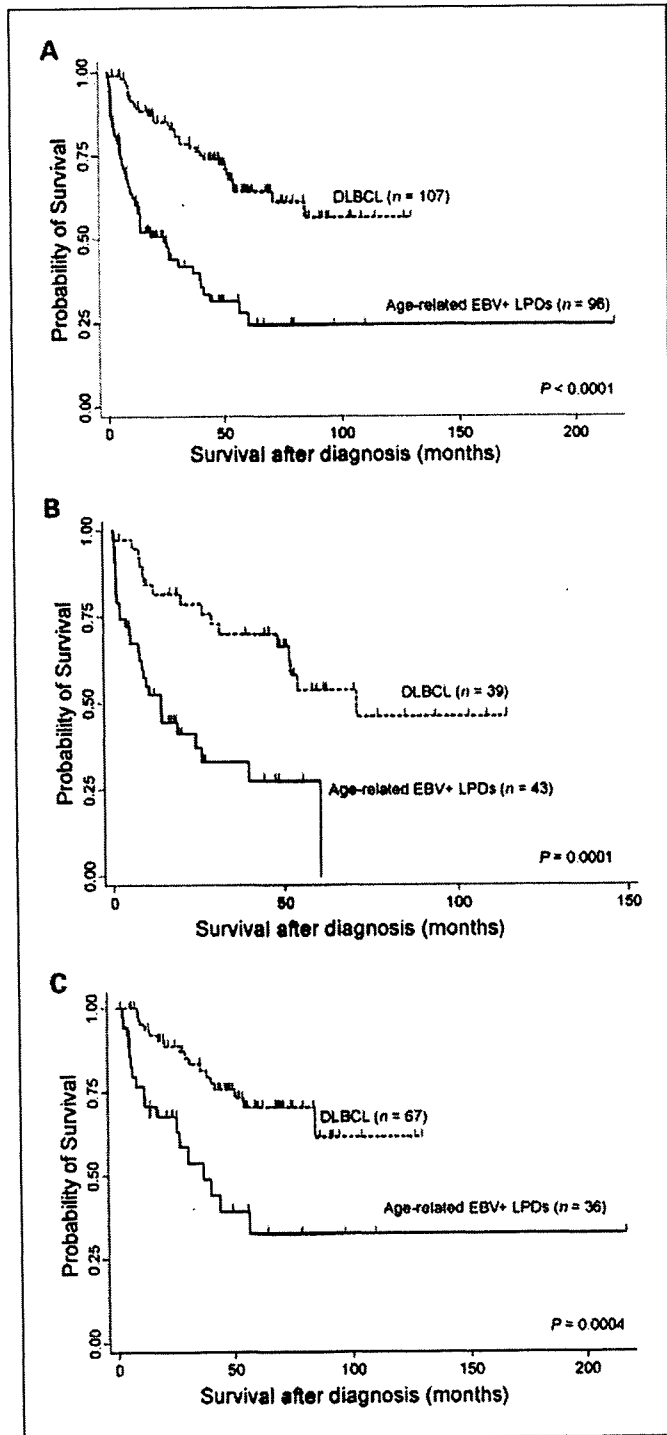 A
1.00
0.75
0.50
0.25
0.00
Probability of Survival
DLBCL (n = 107)
Age-related EBV+ LPDs (n = 96)
P < 0.0001
0 50 100 150 200
Survival after diagnosis (months)
B
1.00
0.75
0.50
0.25
0.00
Probability of Survival
DLBCL (n = 39)
Age-related EBV+ LPDs (n = 43)
P = 0.0001
0 50 100 150
Survival after diagnosis (months)
C
1.00
0.75
0.50
0.25
0.00
Probability of Survival
DLBCL (n = 67)
Age-related EBV+ LPDs (n = 36)
P = 0.0004
0 50 100 150 200
Survival after diagnosis (months)